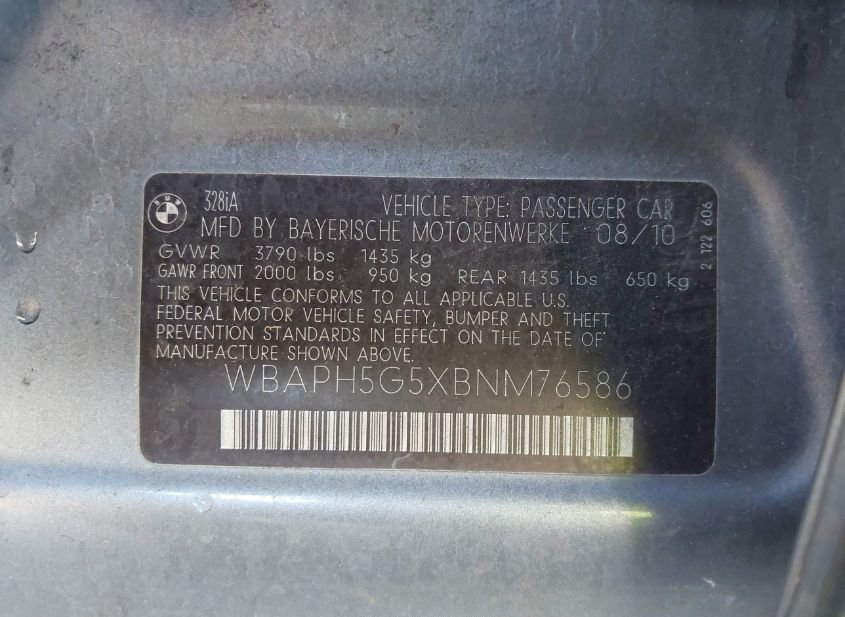 BMW
328iA VEHICLE TYPE: PASSENGER CAR
MFD BY BAYERISCHE MOTORENWERKE 08/10
GVWR 3790 lbs 1435 kg
GAWR FRONT 2000 lbs 950 kg REAR 1435 lbs 650 kg
THIS VEHICLE CONFORMS TO ALL APPLICABLE U.S.
FEDERAL MOTOR VEHICLE SAFETY, BUMPER AND THEFT
PREVENTION STANDARDS IN EFFECT ON THE DATE OF
MANUFACTURE SHOWN ABOVE.
WBAPH5G5XBNM76586
2 122 606